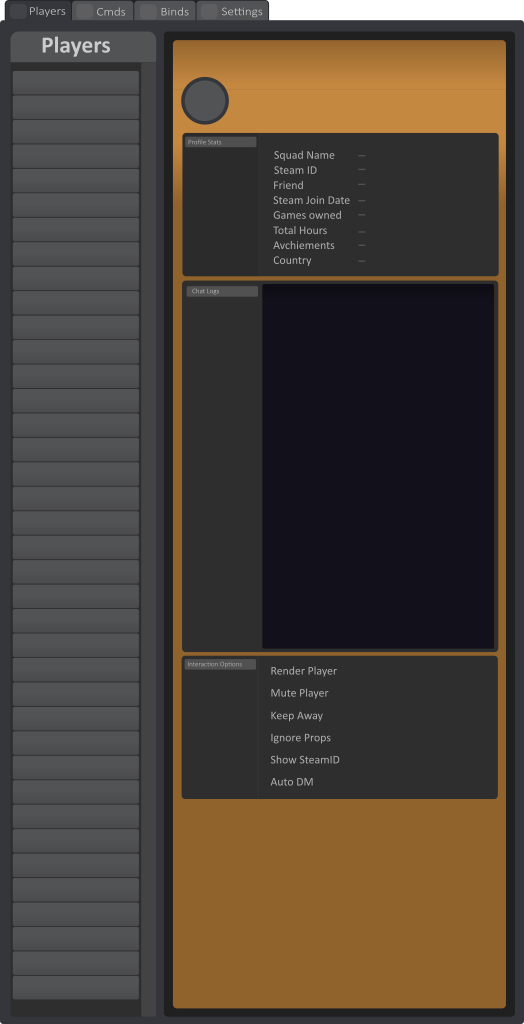 Players
Cmds
Binds
Settings
Players
Profile Stats
Squad Name –
Steam ID –
Friend –
Steam Join Date –
Games owned –
Total Hours –
Avchiements –
Country –
Chat Logs
Interaction Options
Render Player
Mute Player
Keep Away
Ignore Props
Show SteamID
Auto DM